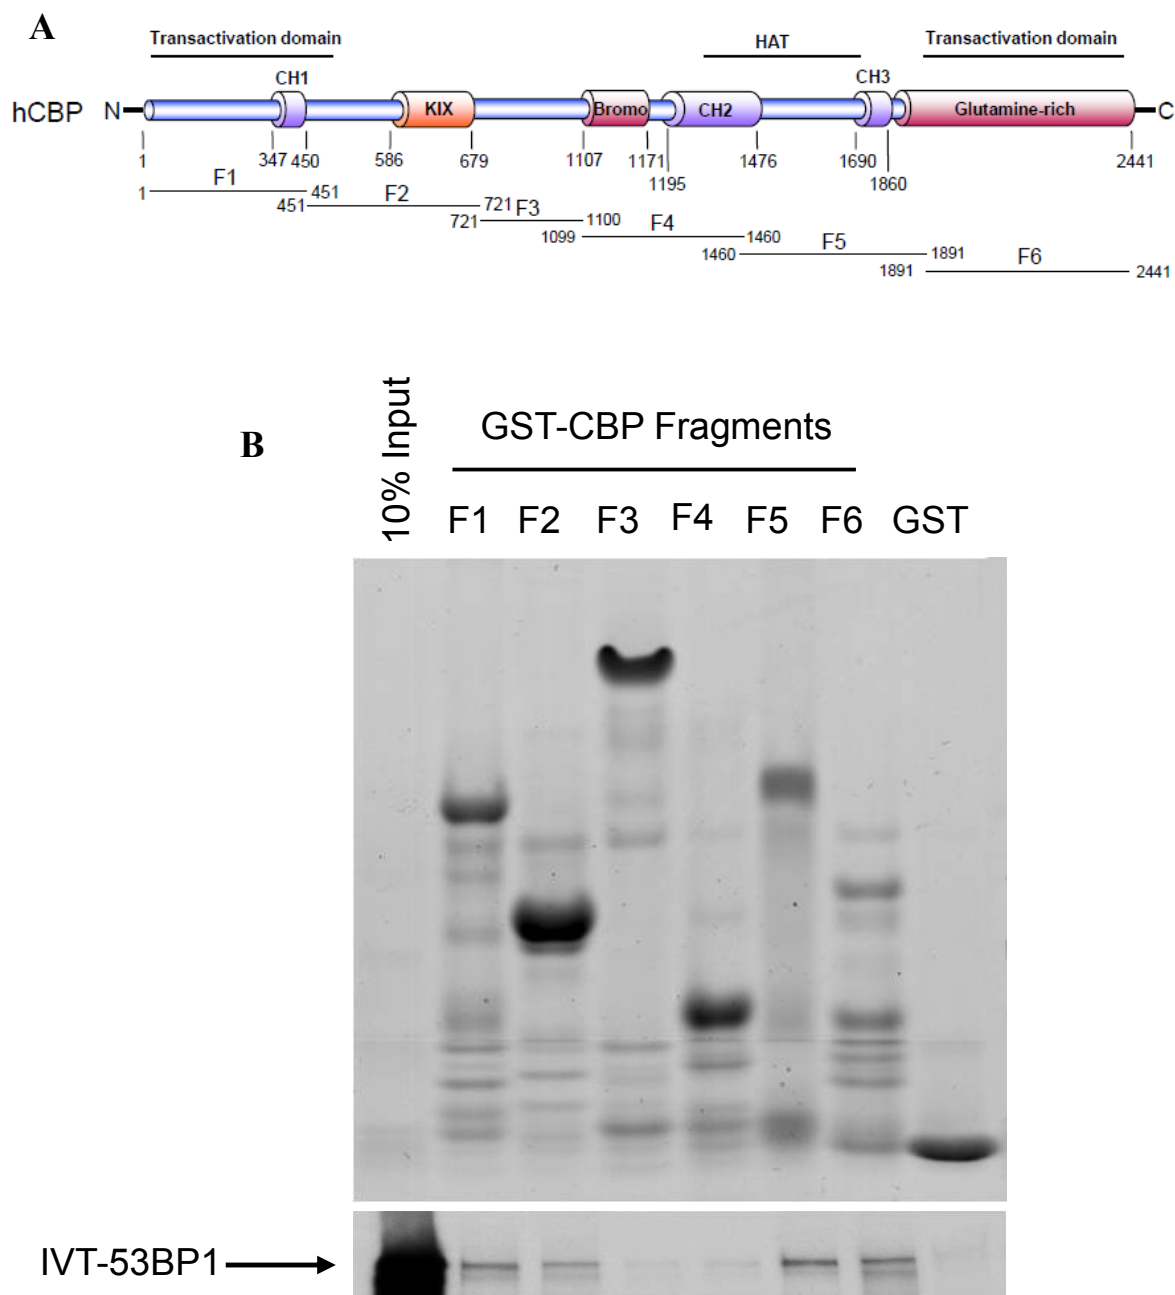 A
Transactivation domain
HAT
Transactivation domain
CH1
CH3
hCBP N KIX Bromo CH2 Glutamine-rich C
1 347 450 586 679 1107 1171 1476 1690 2441
1195 1860
1 F1 451
451 F2 721
721 F3 1100
1099 F4 1460
1460 F5 1891
1891 F6 2441
B
10% Input
GST-CBP Fragments
F1 F2 F3 F4 F5 F6 GST
IVT-53BP1